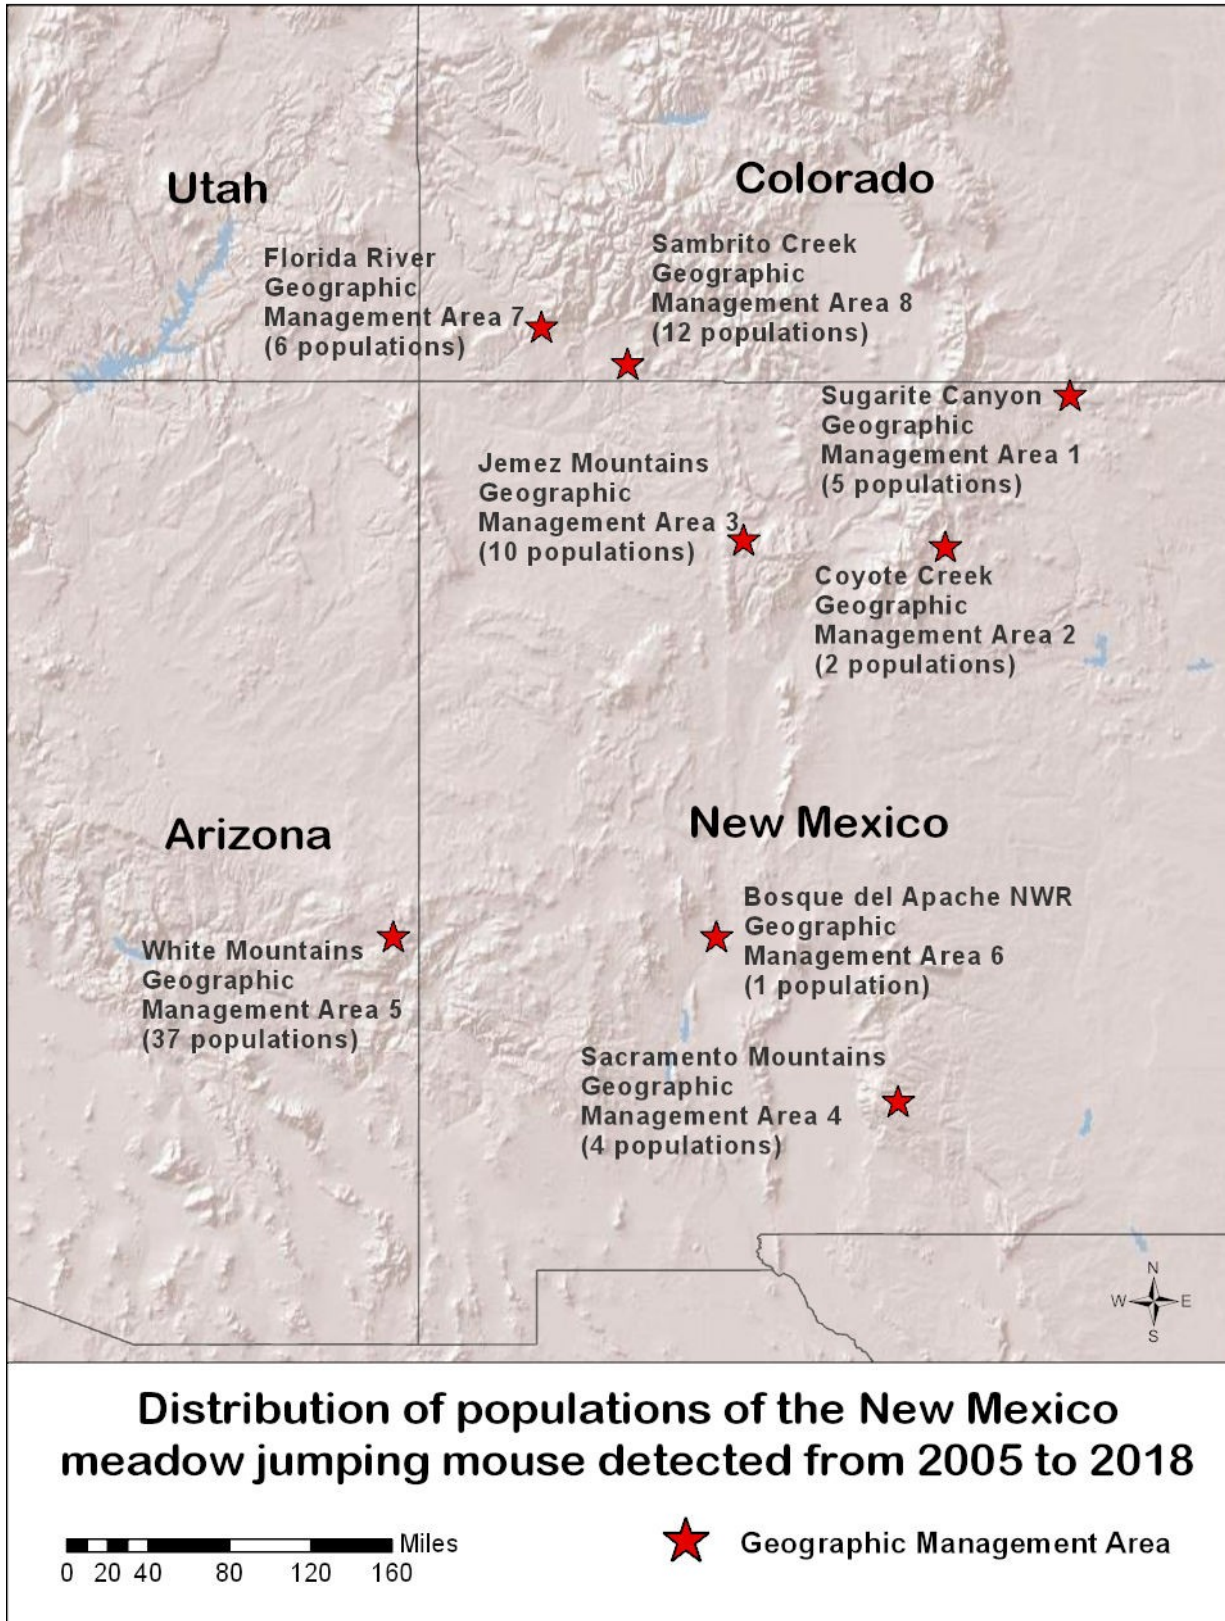 Utah
Colorado
Florida River
Geographic
Management Area 7
(6 populations)
Sambrito Creek
Geographic
Management Area 8
(12 populations)
Sugarite Canyon
Geographic
Management Area 1
(5 populations)
Jemez Mountains
Geographic
Management Area 3
(10 populations)
Coyote Creek
Geographic
Management Area 2
(2 populations)
Arizona
New Mexico
White Mountains
Geographic
Management Area 5
(37 populations)
Bosque del Apache NWR
Geographic
Management Area 6
(1 population)
Sacramento Mountains
Geographic
Management Area 4
(4 populations)
N
W E
S
Distribution of populations of the New Mexico
meadow jumping mouse detected from 2005 to 2018
Miles
0 20 40 80 120 160
Geographic Management Area